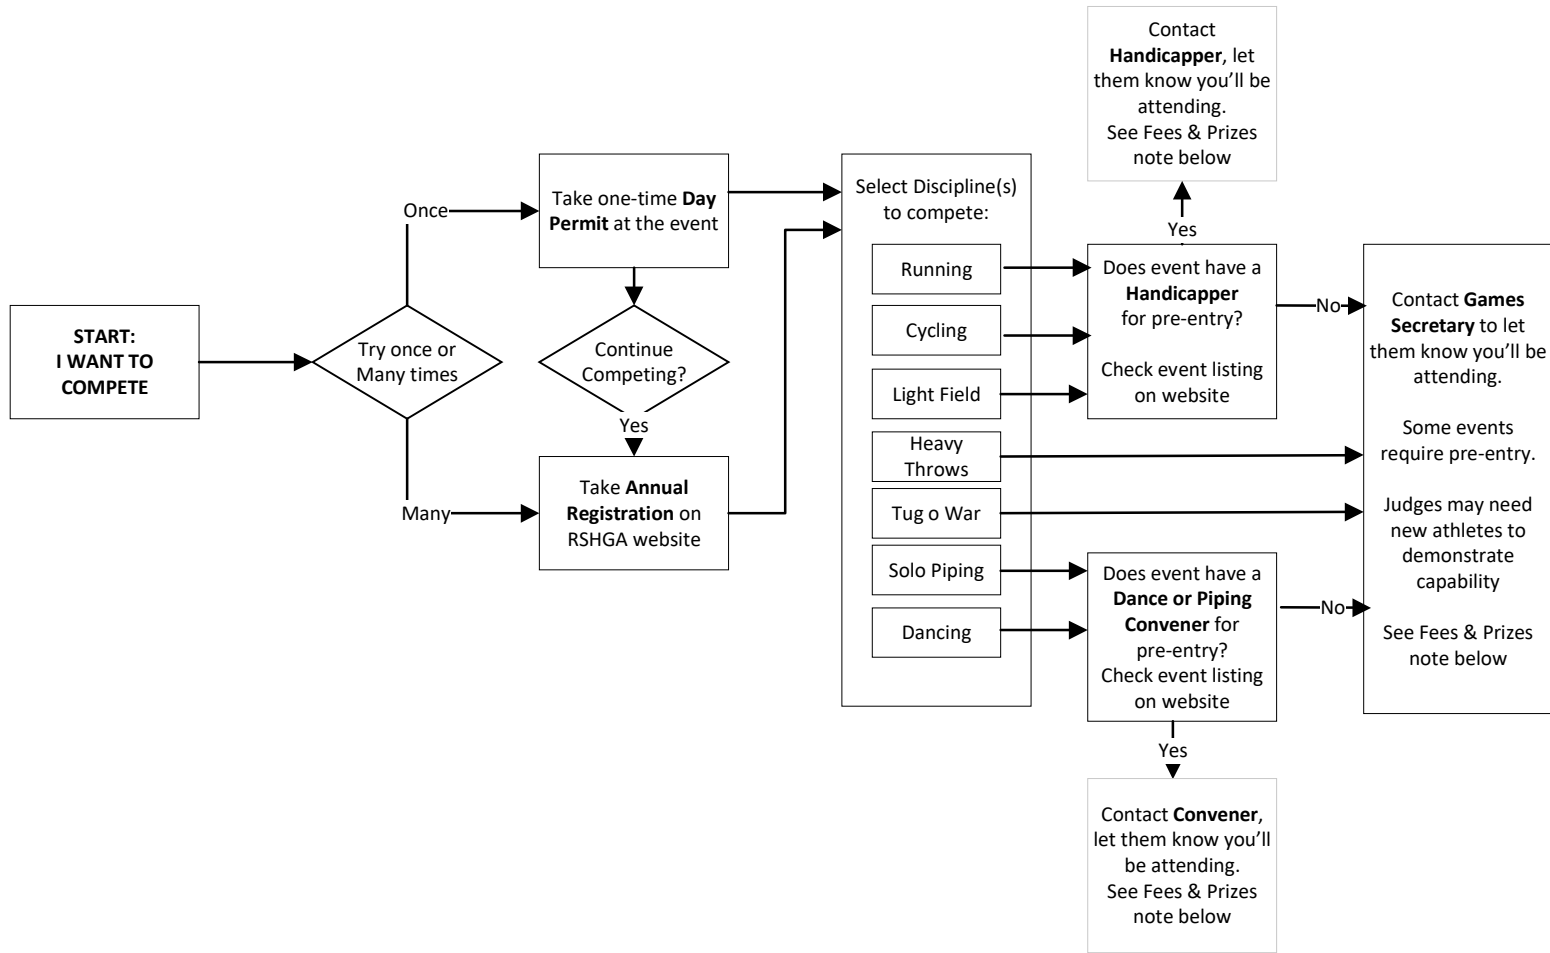 START:
I WANT TO
COMPETE
Try once or
Many times
Once
Many
Take one-time Day
Permit at the event
Continue
Competing?
Yes
Take Annual
Registration on
RSHGA website
Select Discipline(s)
to compete:
Running
Cycling
Light Field
Heavy
Throws
Tug o War
Solo Piping
Dancing
Contact
Handicapper, let
them know you’ll be
attending.
See Fees & Prizes
note below
Yes
Does event have a
Handicapper
for pre-entry?
Check event listing
on website
No
Does event have a
Dance or Piping
Convener for
pre-entry?
Check event listing
on website
No
Yes
Contact Convener,
let them know you’ll
be attending.
See Fees & Prizes
note below
Contact Games
Secretary to let
them know you’ll be
attending.
Some events
require pre-entry.
Judges may need
new athletes to
demonstrate
capability
See Fees & Prizes
note below